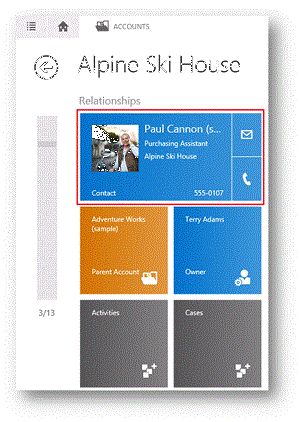 ACCOUNTS
Alpine Ski House
Relationships
Paul Cannon (s...
Purchasing Assistant
Alpine Ski House
Contact 555-0107
Adventure Works
(sample)
Parent Account
Terry Adams
Owner
3/13
Activities
Cases